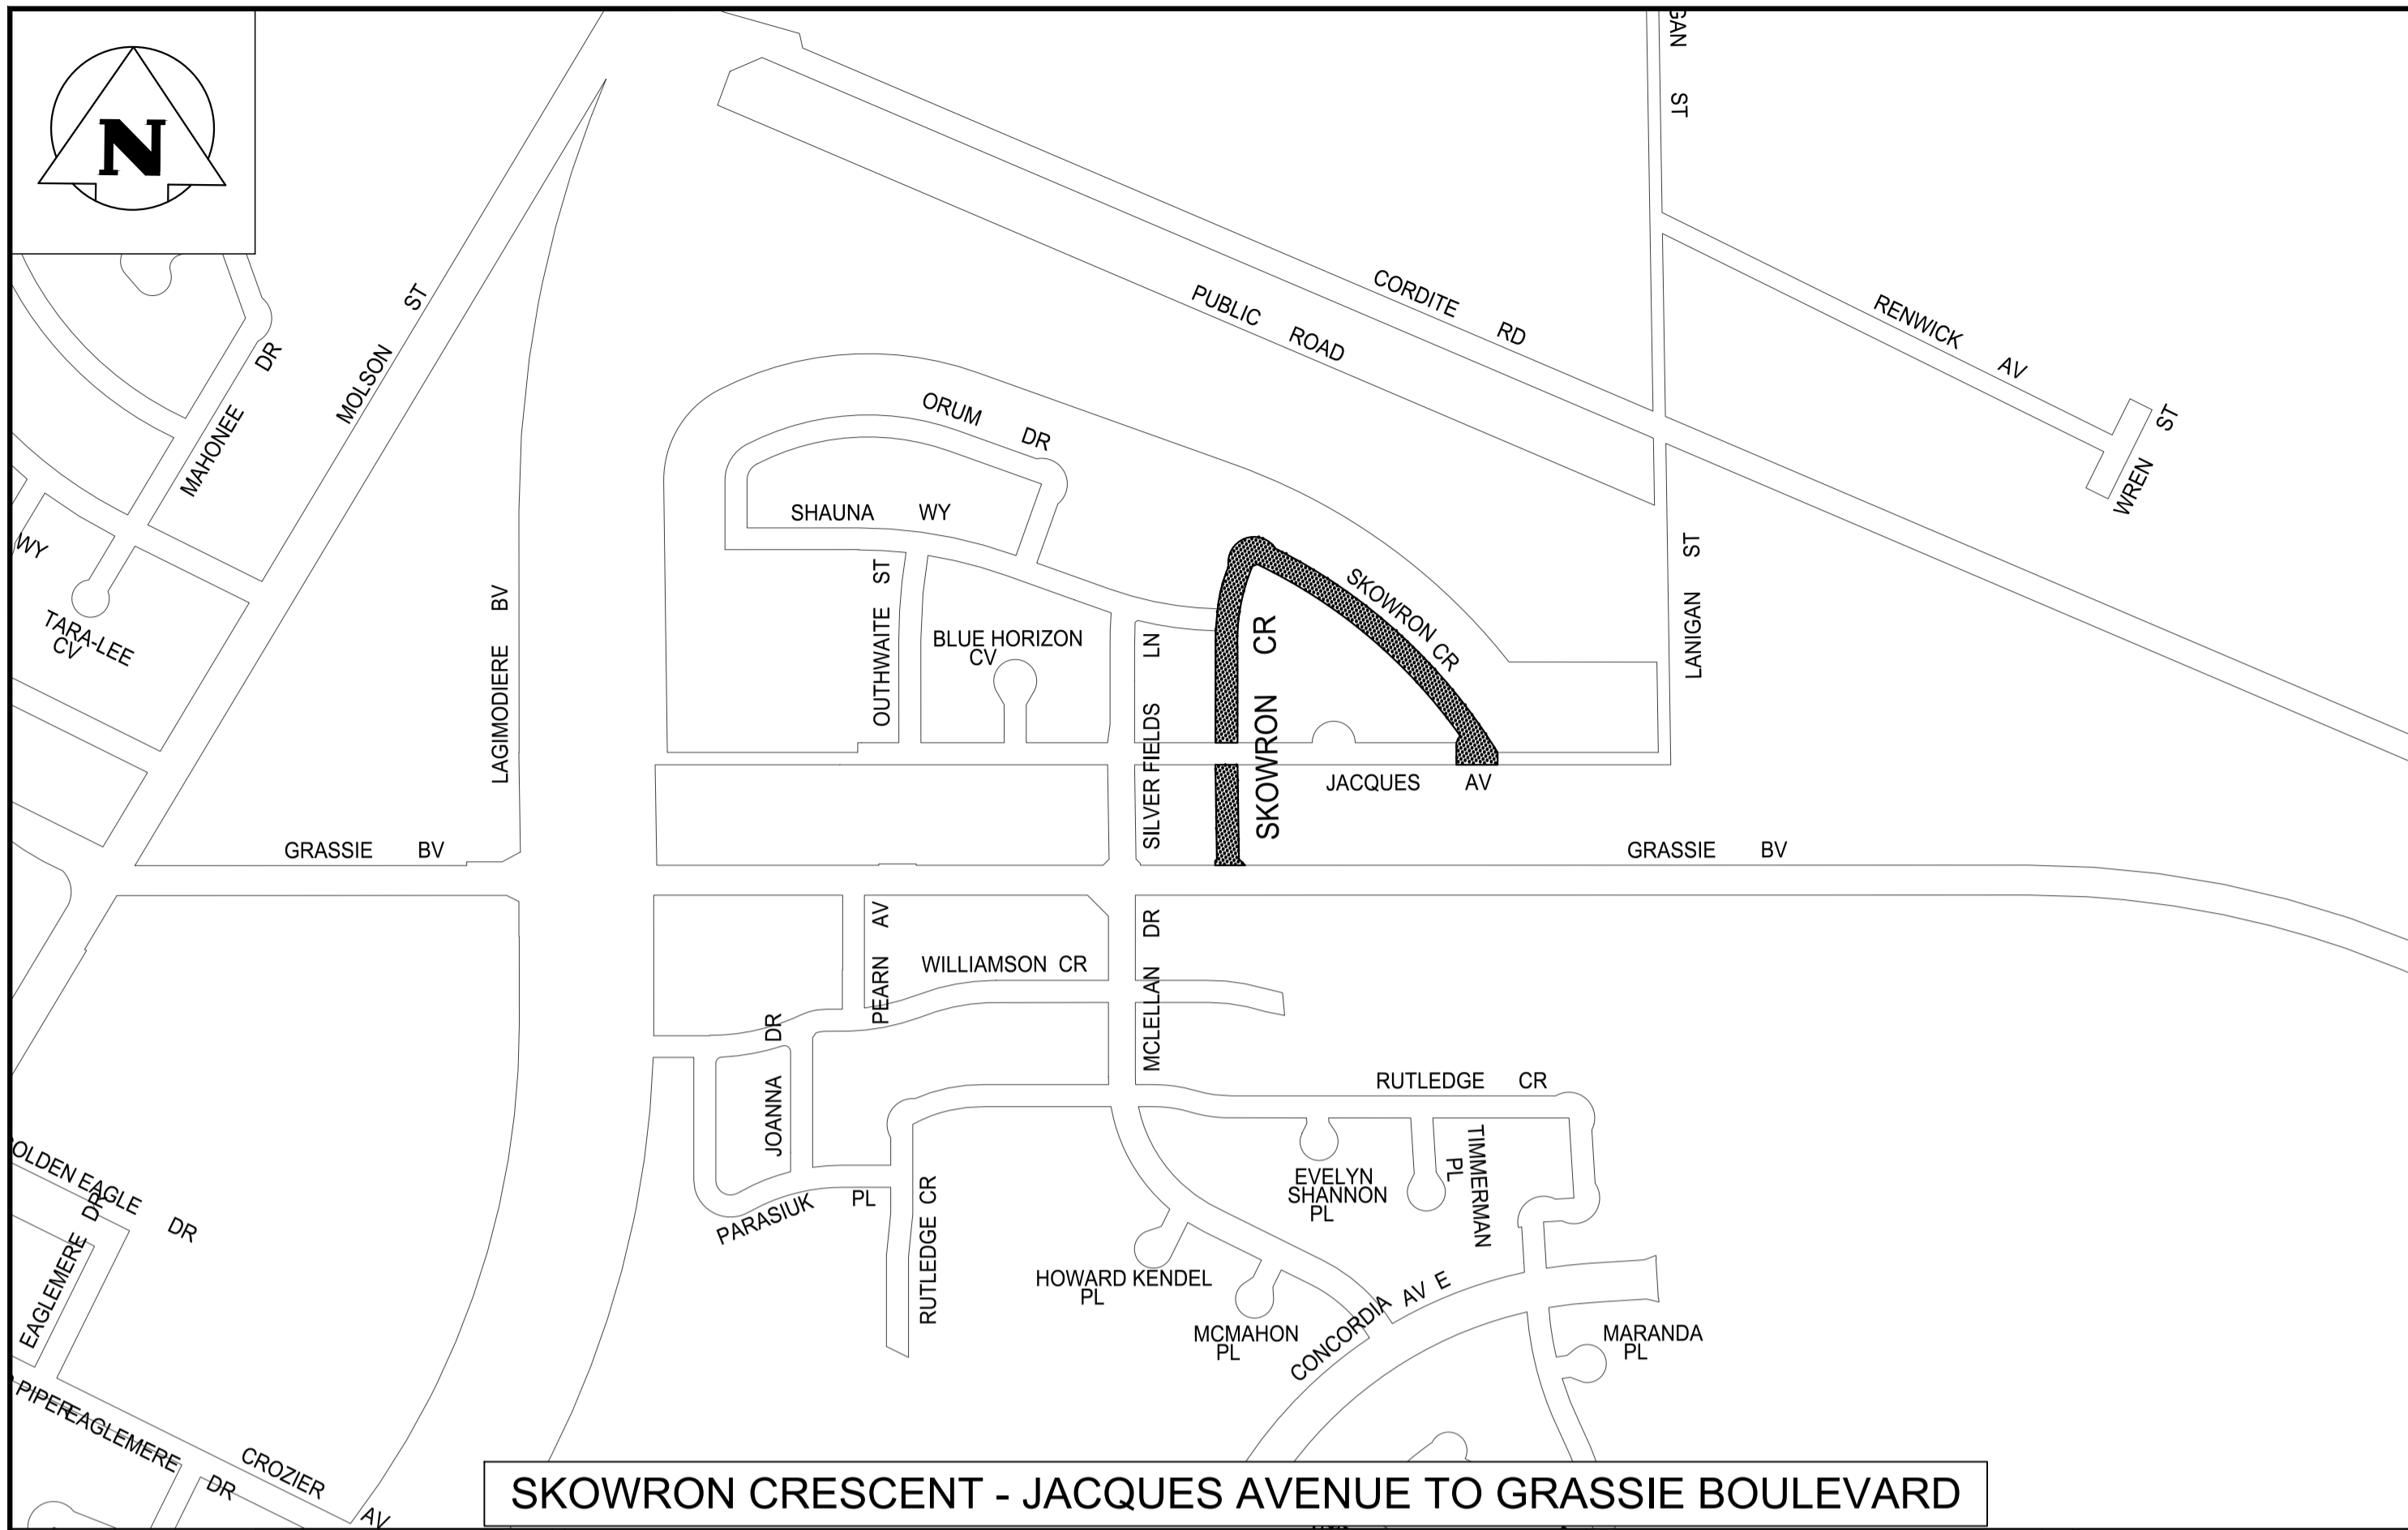 N
GAN ST
CORDITE RD
PUBLIC ROAD
RENWICK AV
WREN ST
MOLSON ST
MAHONEE DR
ORUM DR
SHAUNA WY
WY
TARA-LEE
CV
LAGIMODIERE BV
OUTHWAITE ST
BLUE HORIZON
CV
SILVER FIELDS LN
SKOWRON CR
SKOWRON CR
LANIGAN ST
JACQUES AV
GRASSIE BV
GRASSIE BV
PEARN AV
WILLIAMSON CR
MCLELLAN DR
JOANNA DR
RUTLEDGE CR
PARASIUK PL
RUTLEDGE CR
EVELYN
SHANNON
PL
TIMMERMAN
PL
HOWARD KENDEL
PL
MCMAHON
PL
CONCORDIA AV E
MARANDA
PL
OLDEN EAGLE DR
EAGLEMERE DR
PIPER
EAGLEMERE DR
CROZIER AV
SKOWRON CRESCENT - JACQUES AVENUE TO GRASSIE BOULEVARD